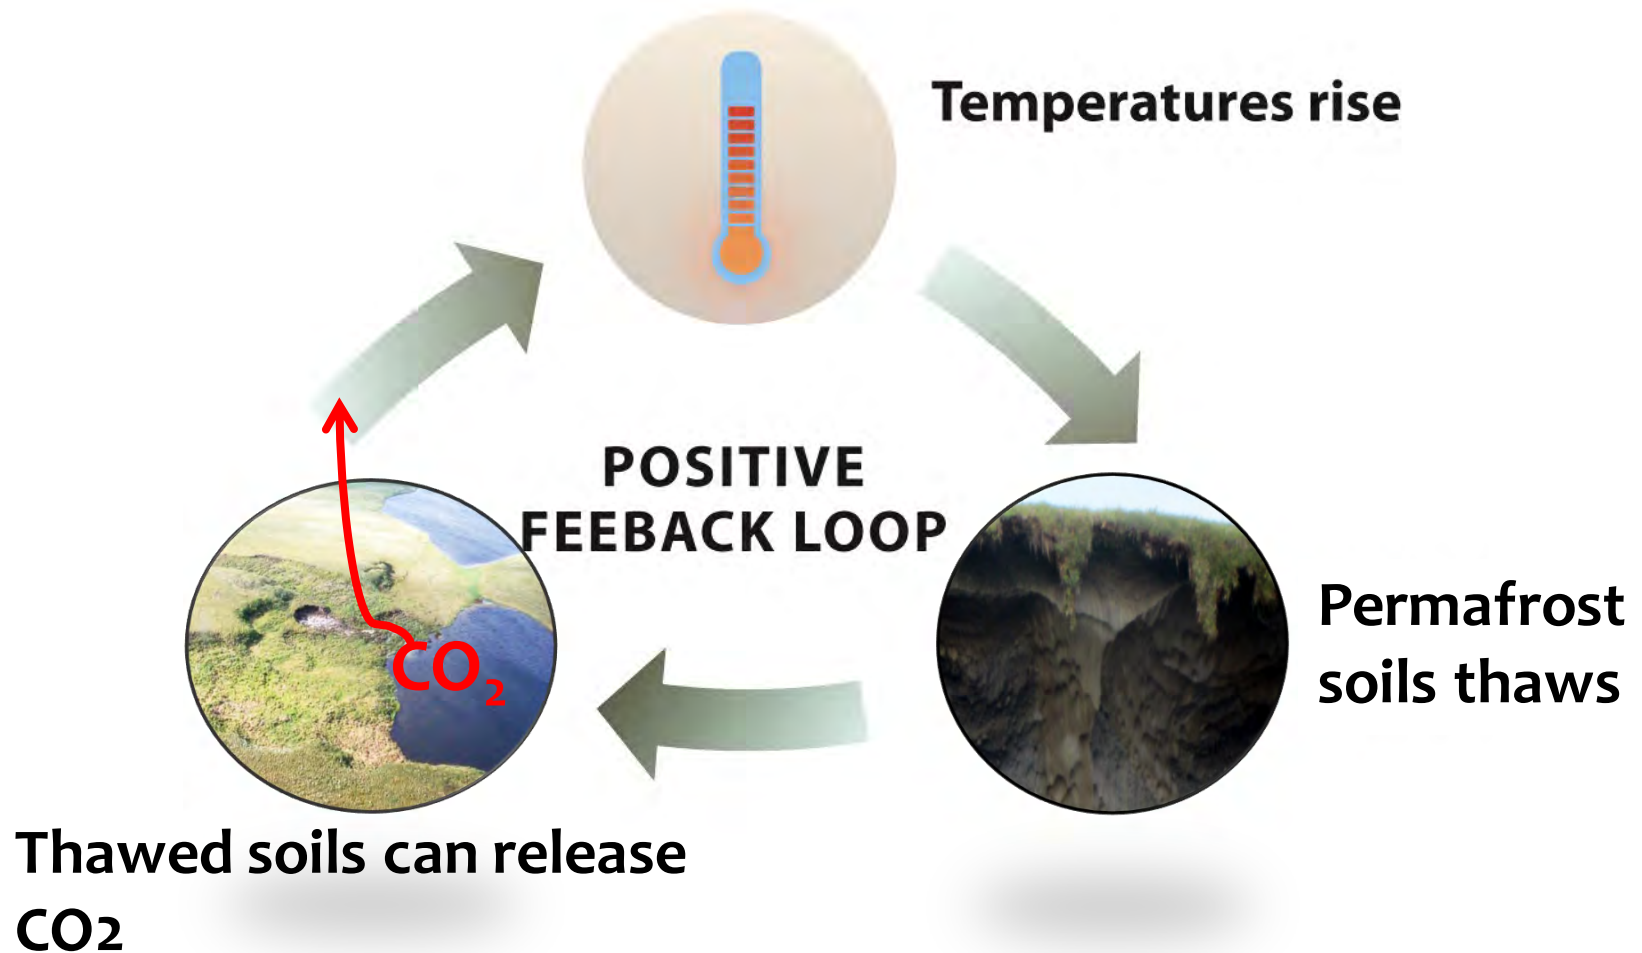 Temperatures rise
POSITIVE
FEEBACK LOOP
Permafrost
soils thaws
CO₂
Thawed soils can release
CO2